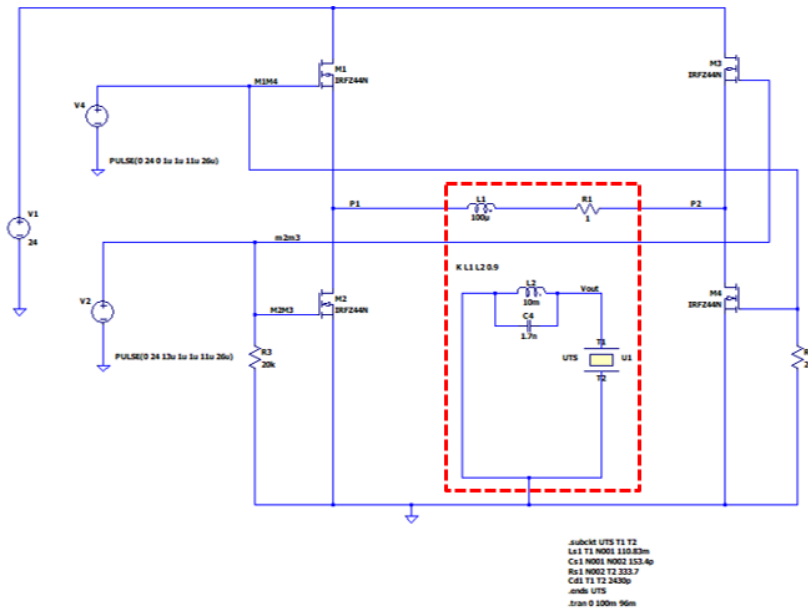 M1
IRFZ44N
M3
IRFZ44N
M1M4
V4
PULSE(0 24 0 1u 1u 11u 26u)
V1
24
P1
L1
100µ
R1
1
P2
m2m3
K L1 L2 0.9
L2
10m
Vout
C4
1.7n
M2
IRFZ44N
M2M3
M4
IRFZ44N
V2
PULSE(0 24 13u 1u 1u 11u 26u)
R3
20k
T1
UTS
U1
T2
R
2
.subckt UTS T1 T2
Ls1 T1 N001 110.83m
Cs1 N001 N002 153.4p
Rs1 N002 T2 333.7
Cd1 T1 T2 2430p
.ends UTS
.tran 0 100m 96m